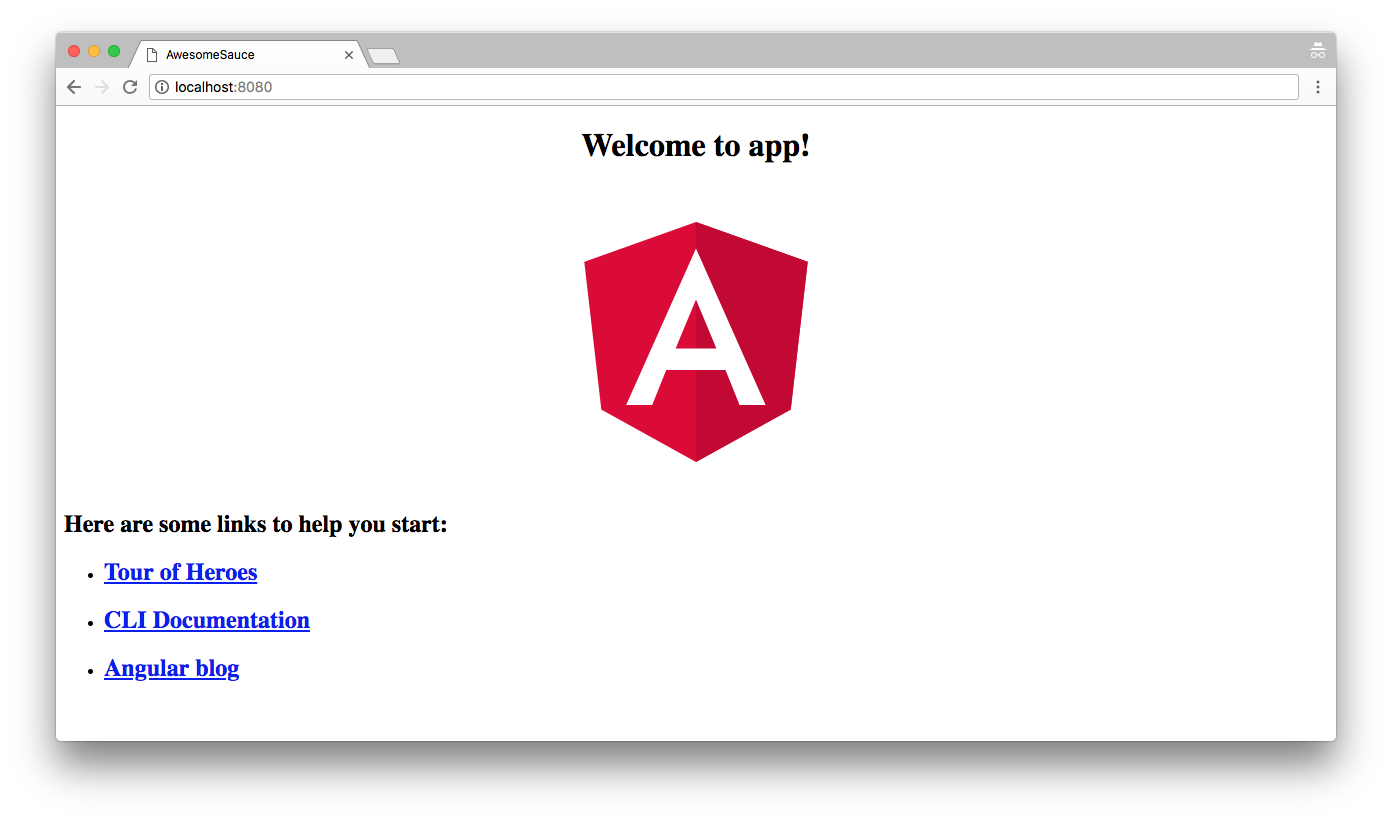 AwesomeSauce
localhost:8080
Welcome to app!
A
Here are some links to help you start:
Tour of Heroes
CLI Documentation
Angular blog